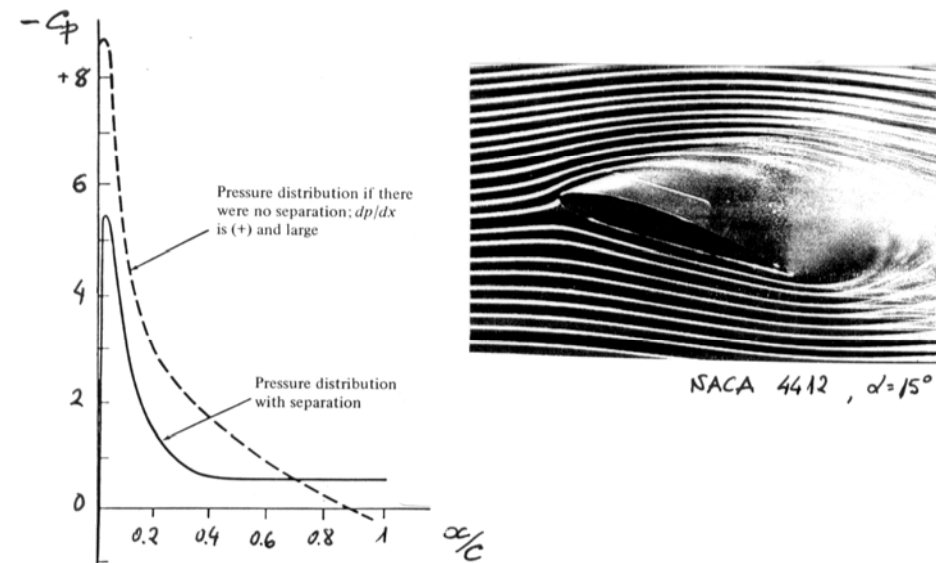 - Cp
+8
6
4
2
0
Pressure distribution if there
were no separation; dp/dx
is (+) and large
Pressure distribution
with separation
0.2 0.4 0.6 0.8 1 x/c
NACA 4412 , α=15°